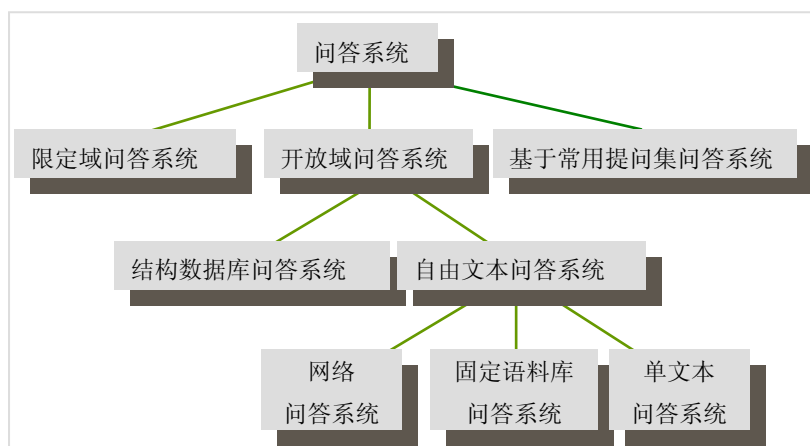 问答系统
限定域问答系统
开放域问答系统
基于常用提问集问答系统
结构数据库问答系统
自由文本问答系统
网络
问答系统
固定语料库
问答系统
单文本
问答系统